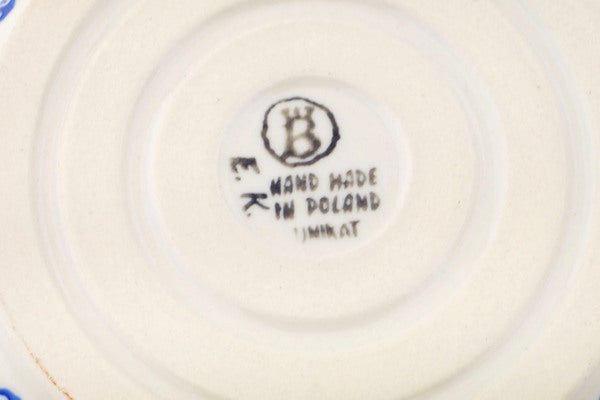 B
E.K.
HAND MADE
IN POLAND
UNIKAT